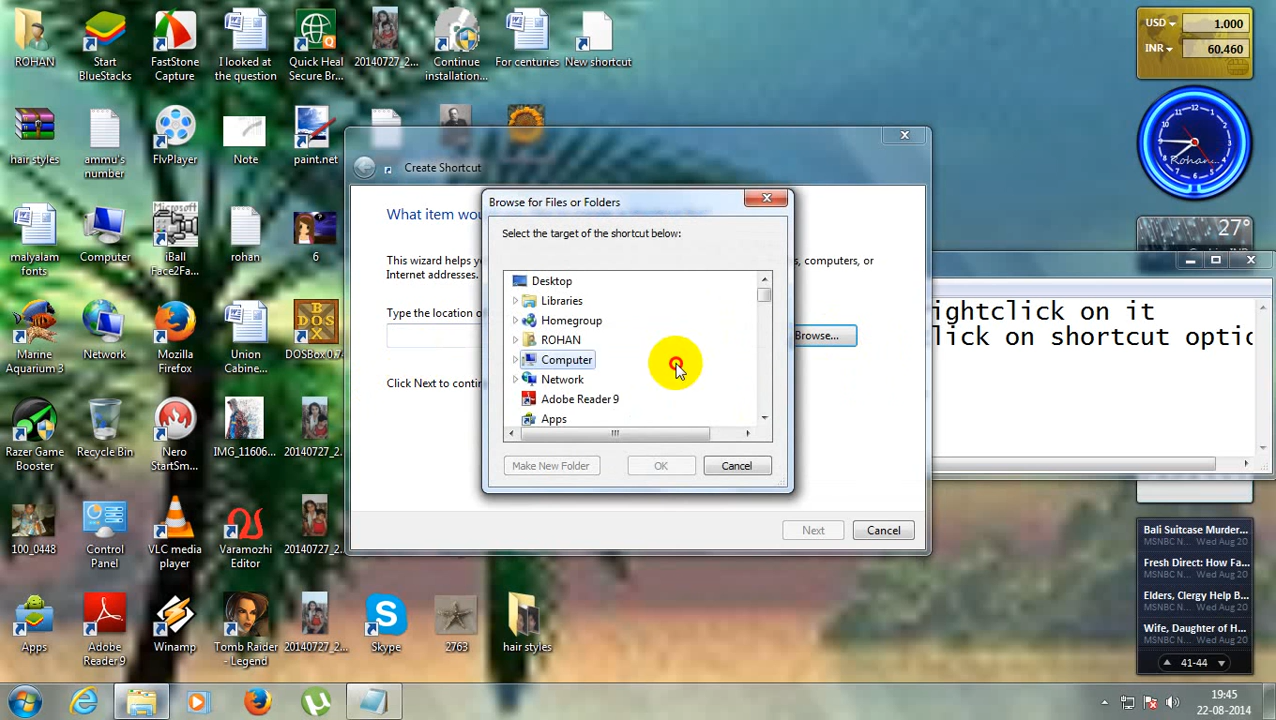 ROHAN
Start
BlueStacks
FastStone
Capture
I looked at
the question
Quick Heal
Secure Br...
20140727_2...
Continue
installation...
For centuries
New shortcut
USD
1.000
INR
60.460
hair styles
ammu's
number
FlvPlayer
Note
paint.net
Create Shortcut
What item wou
This wizard helps y
s, computers, or
Internet addresses.
Type the location o
Browse...
Click Next to contin
Next
Cancel
Browse for Files or Folders
Select the target of the shortcut below:
Desktop
Libraries
Homegroup
ROHAN
Computer
Network
Adobe Reader 9
Apps
Make New Folder
OK
Cancel
12
Rohan...
27°
ightclick on it
lick on shortcut optio
malyalam
fonts
Computer
iBall
Face2Fa...
rohan
6
Marine
Aquarium 3
Network
Mozilla
Firefox
Union
Cabine...
DOSBox 0.7
Razer Game
Booster
Recycle Bin
Nero
StartSm...
IMG_11606...
20140727_2...
100_0448
Control
Panel
VLC media
player
Varamozhi
Editor
20140727_2...
Apps
Adobe
Reader 9
Winamp
Tomb Raider
- Legend
20140727_2...
Skype
2763
hair styles
Bali Suitcase Murder...
MSNBC N... Wed Aug 20
Fresh Direct: How Fa...
MSNBC N... Wed Aug 20
Elders, Clergy Help B...
MSNBC N... Wed Aug 20
Wife, Daughter of H...
MSNBC N... Wed Aug 20
41-44
19:45
22-08-2014